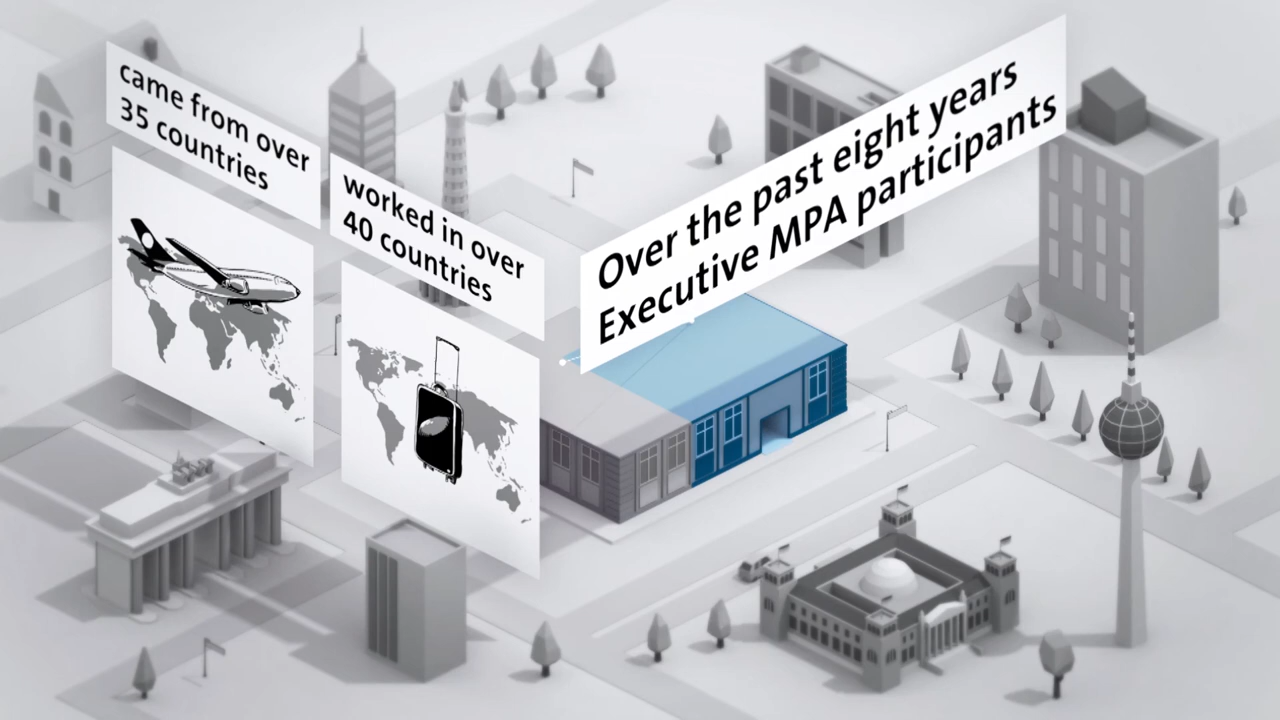 Over the past eight years
Executive MPA participants
came from over
35 countries
worked in over
40 countries